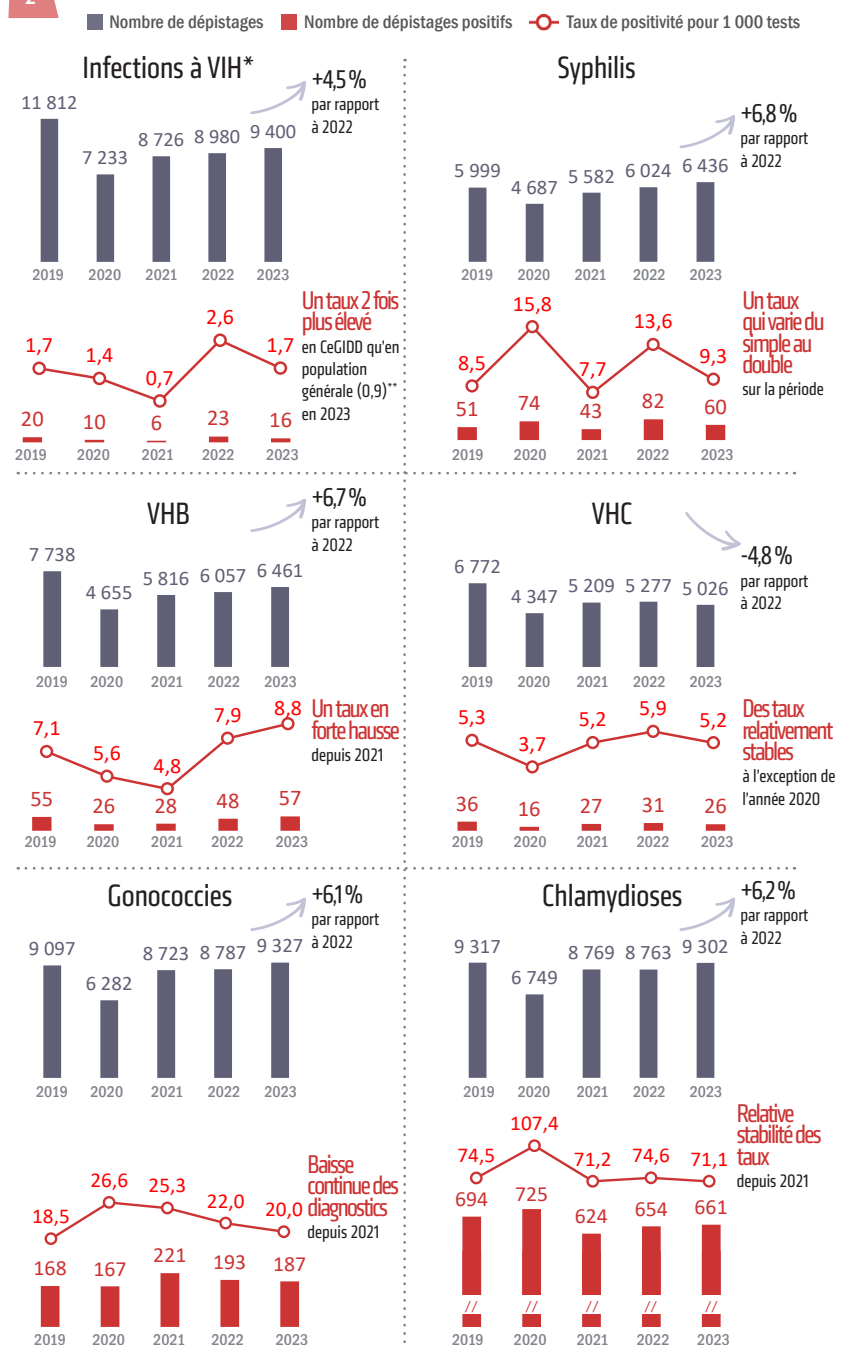 2
Nombre de dépistages Nombre de dépistages positifs Taux de positivité pour 1 000 tests
Infections à VIH*
+4,5 %
par rapport
à 2022
11 812
7 233
8 726
8 980
9 400
2019 2020 2021 2022 2023
Un taux 2 fois
plus élevé
en CeGIDD qu'en
population
générale (0,9)**
en 2023
1,7
1,4
0,7
2,6
1,7
20 10 6 23 16
2019 2020 2021 2022 2023
Syphilis
+6,8 %
par rapport
à 2022
5 999
4 687
5 582
6 024
6 436
2019 2020 2021 2022 2023
Un taux
qui varie du
simple au
double
sur la période
8,5
15,8
7,7
13,6
9,3
51 74 43 82 60
2019 2020 2021 2022 2023
VHB
+6,7 %
par rapport
à 2022
7 738
4 655
5 816
6 057
6 461
2019 2020 2021 2022 2023
Un taux en
forte hausse
depuis 2021
7,1
5,6
4,8
7,9
8,8
55 26 28 48 57
2019 2020 2021 2022 2023
VHC
-4,8 %
par rapport
à 2022
6 772
4 347
5 209
5 277
5 026
2019 2020 2021 2022 2023
Des taux
relativement
stables
à l'exception de
l'année 2020
5,3
3,7
5,2
5,9
5,2
36 16 27 31 26
2019 2020 2021 2022 2023
Gonococcies
+6,1 %
par rapport
à 2022
9 097
6 282
8 723
8 787
9 327
2019 2020 2021 2022 2023
Baisse
continue des
diagnostics
depuis 2021
18,5
26,6
25,3
22,0
20,0
168 167 221 193 187
2019 2020 2021 2022 2023
Chlamydioses
+6,2 %
par rapport
à 2022
9 317
6 749
8 769
8 763
9 302
2019 2020 2021 2022 2023
Relative
stabilité des
taux
depuis 2021
74,5
107,4
71,2
74,6
71,1
694 725 624 654 661
// // // // //
2019 2020 2021 2022 2023